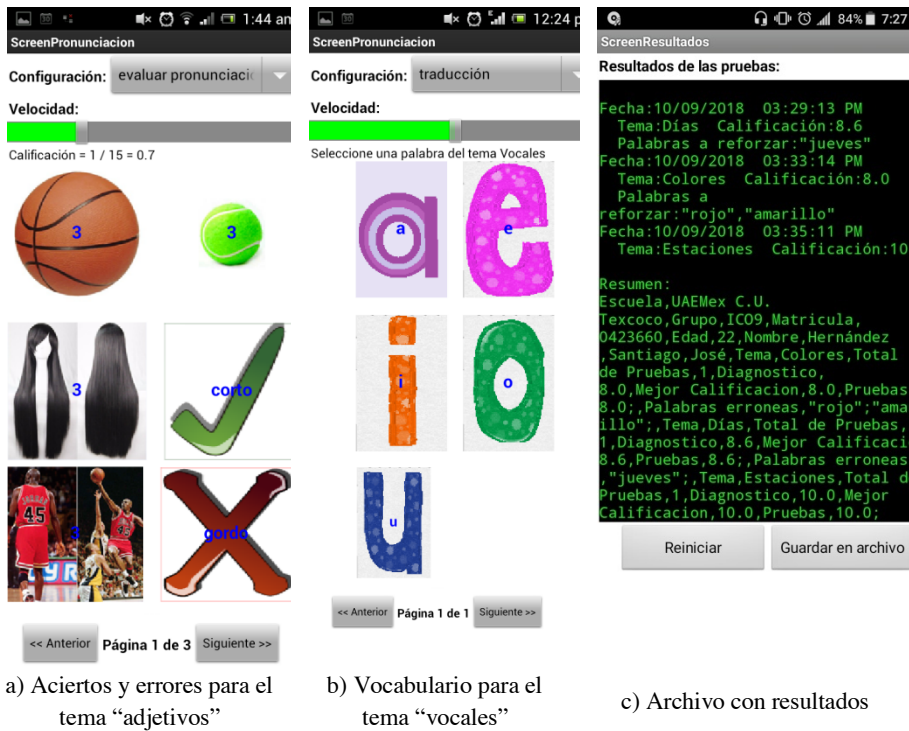 1:44 am
ScreenPronunciacion
Configuración: evaluar pronunciació
Velocidad:
Calificación = 1 / 15 = 0.7
3 3
3 corto
45 3 45 gordo
<< Anterior Página 1 de 3 Siguiente >>
a) Aciertos y errores para el
tema “adjetivos”
12:24 p
ScreenPronunciacion
Configuración: traducción
Velocidad:
Seleccione una palabra del tema Vocales
a e
i o
u
<< Anterior Página 1 de 1 Siguiente >>
b) Vocabulario para el
tema “vocales”
84% 7:27
ScreenResultados
Resultados de las pruebas:
Fecha:10/09/2018 03:29:13 PM
Tema:Días Calificación:8.6
Palabras a reforzar:"jueves"
Fecha:10/09/2018 03:33:14 PM
Tema:Colores Calificación:8.0
Palabras a
reforzar:"rojo","amarillo"
Fecha:10/09/2018 03:35:11 PM
Tema:Estaciones Calificación:10
Resumen:
Escuela,UAEMex C.U.
Texcoco,Grupo,ICO9,Matricula,
0423660,Edad,22,Nombre,Hernández
,Santiago,José,Tema,Colores,Total
de Pruebas,1,Diagnostico,
8.0,Mejor Calificacion,8.0,Pruebas,
8.0;,Palabras erroneas,"rojo";"ama
illo";,Tema,Días,Total de Pruebas,
1,Diagnostico,8.6,Mejor Calificaci
8.6,Pruebas,8.6;,Palabras erroneas
,"jueves";,Tema,Estaciones,Total d
Pruebas,1,Diagnostico,10.0,Mejor
Calificacion,10.0,Pruebas,10.0;
Reiniciar Guardar en archivo
c) Archivo con resultados